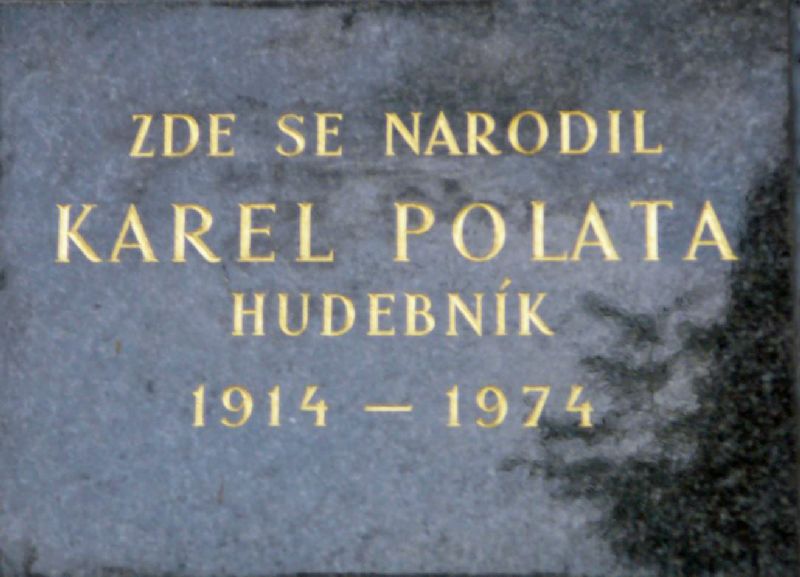 ZDE SE NARODIL
KAREL POLATA
HUDEBNÍK
1914 – 1974